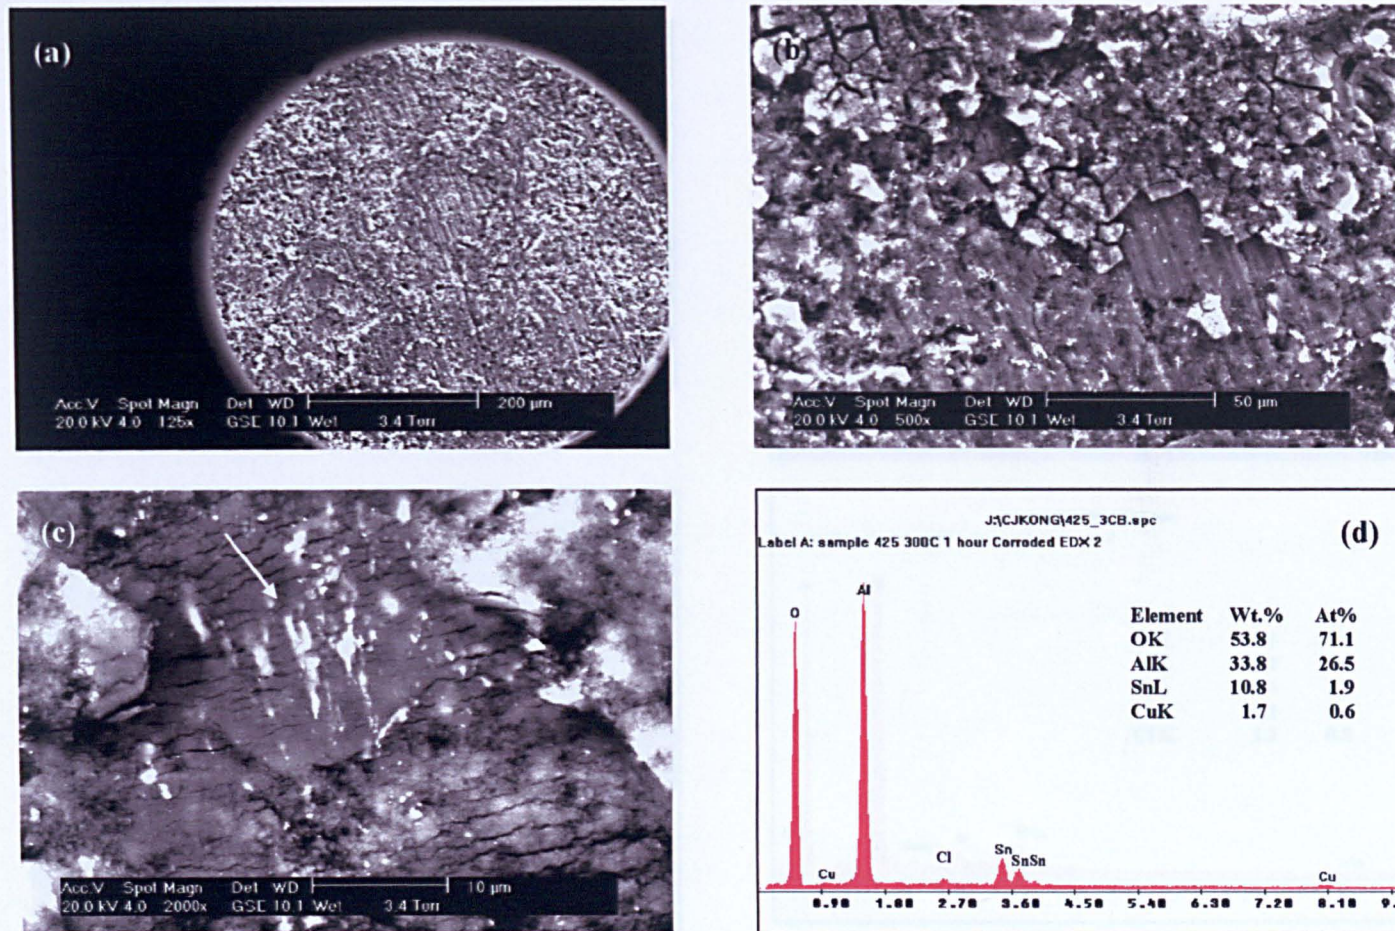 (a)
Acc.V Spot Magn Det WD 200 µm
20.0 kV 4.0 125x GSE 10.1 Wet 3.4 Torr
(b)
Acc.V Spot Magn Det WD 50 µm
20.0 kV 4.0 500x GSE 10.1 Wet 3.4 Torr
(c)
Acc.V Spot Magn Det WD 10 µm
20.0 kV 4.0 2000x GSE 10.1 Wet 3.4 Torr
J:\CJKONG\425_3CB.spc
(d)
Label A: sample 425 300C 1 hour Corroded EDX 2
Element Wt.% At%
OK 53.8 71.1
AlK 33.8 26.5
SnL 10.8 1.9
CuK 1.7 0.6
O
Al
Cu
Cl
Sn
SnSn
Cu
0.90 1.80 2.70 3.60 4.50 5.40 6.30 7.20 8.10